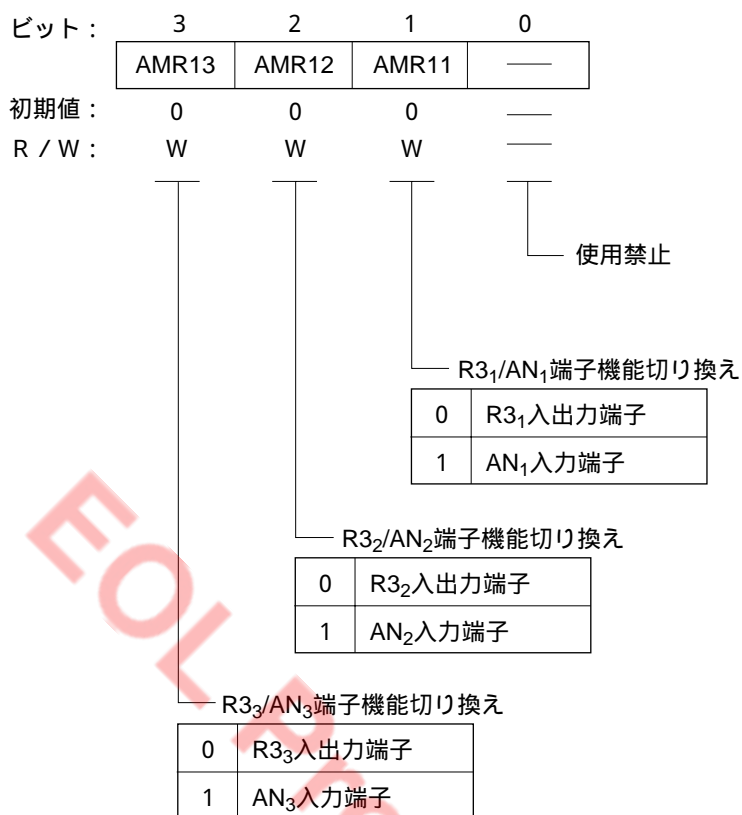 ビット： 3 2 1 0
AMR13 AMR12 AMR11 ―
初期値： 0 0 0 ―
R／W： W W W ―
使用禁止
R3₁/AN₁端子機能切り換え
0 R3₁入出力端子
1 AN₁入力端子
R3₂/AN₂端子機能切り換え
0 R3₂入出力端子
1 AN₂入力端子
R3₃/AN₃端子機能切り換え
0 R3₃入出力端子
1 AN₃入力端子
EOL Pro